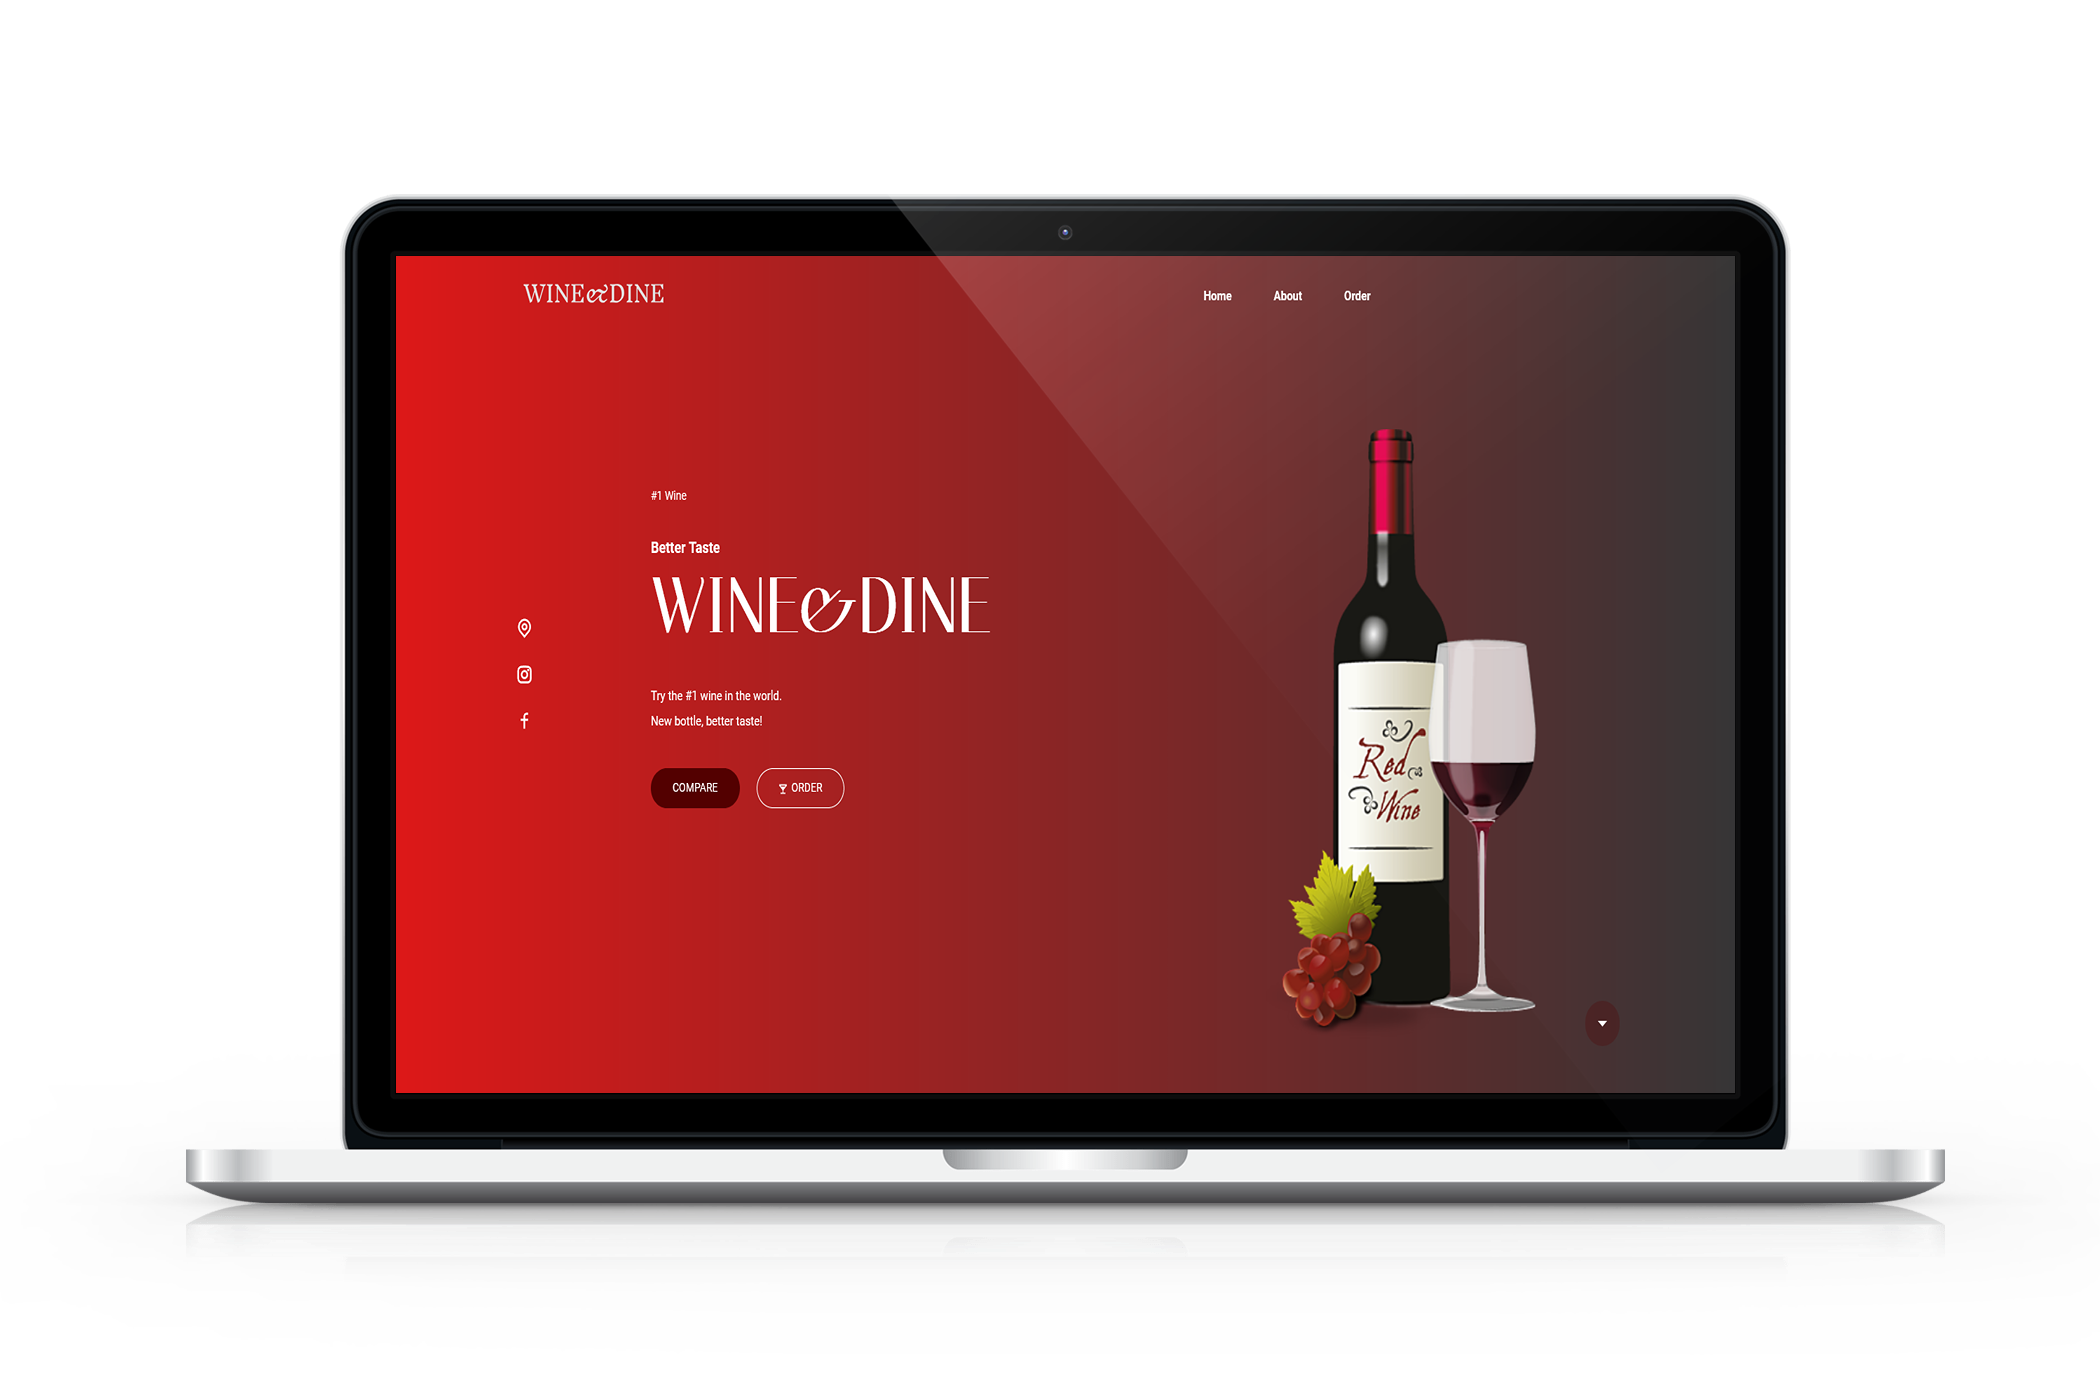 WINE&DINE
Home About Order
#1 Wine
Better Taste
WINE&DINE
Try the #1 wine in the world.
New bottle, better taste!
COMPARE ORDER
Red
Wine